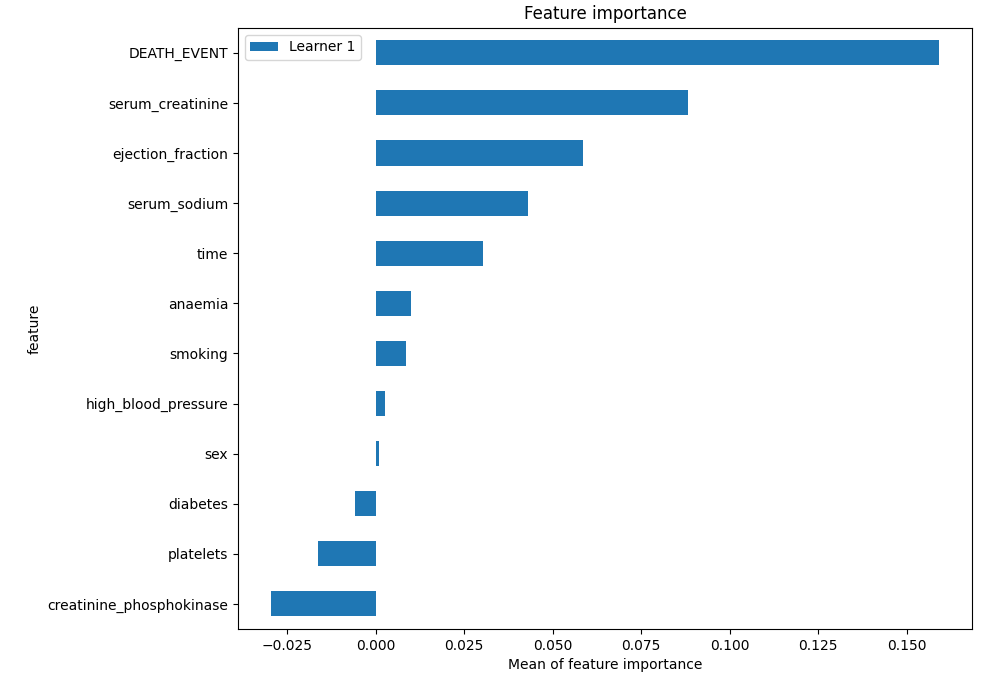 Feature importance
Learner 1
DEATH_EVENT
serum_creatinine
ejection_fraction
serum_sodium
time
anaemia
smoking
high_blood_pressure
sex
diabetes
platelets
creatinine_phosphokinase
feature
−0.025 0.000 0.025 0.050 0.075 0.100 0.125 0.150
Mean of feature importance